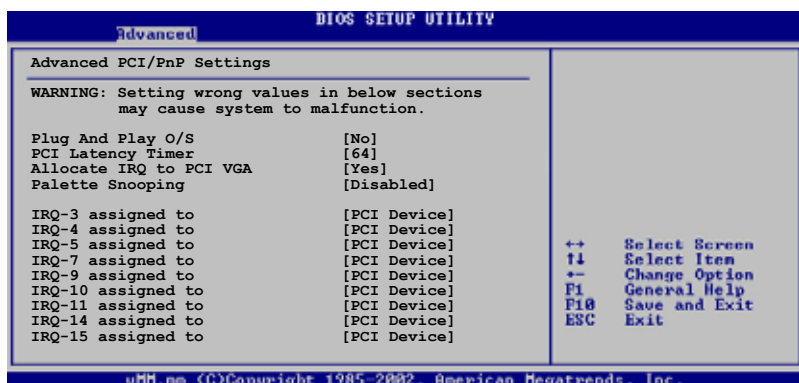 BIOS SETUP UTILITY
Advanced
Advanced PCI/PnP Settings
WARNING: Setting wrong values in below sections
may cause system to malfunction.
Plug And Play O/S [No]
PCI Latency Timer [64]
Allocate IRQ to PCI VGA [Yes]
Palette Snooping [Disabled]
IRQ-3 assigned to [PCI Device]
IRQ-4 assigned to [PCI Device]
IRQ-5 assigned to [PCI Device]
IRQ-7 assigned to [PCI Device]
IRQ-9 assigned to [PCI Device]
IRQ-10 assigned to [PCI Device]
IRQ-11 assigned to [PCI Device]
IRQ-14 assigned to [PCI Device]
IRQ-15 assigned to [PCI Device]
↔ Select Screen
↑↓ Select Item
+- Change Option
F1 General Help
F10 Save and Exit
ESC Exit
(C)Copyright 1985-2002, American Megatrends, Inc.